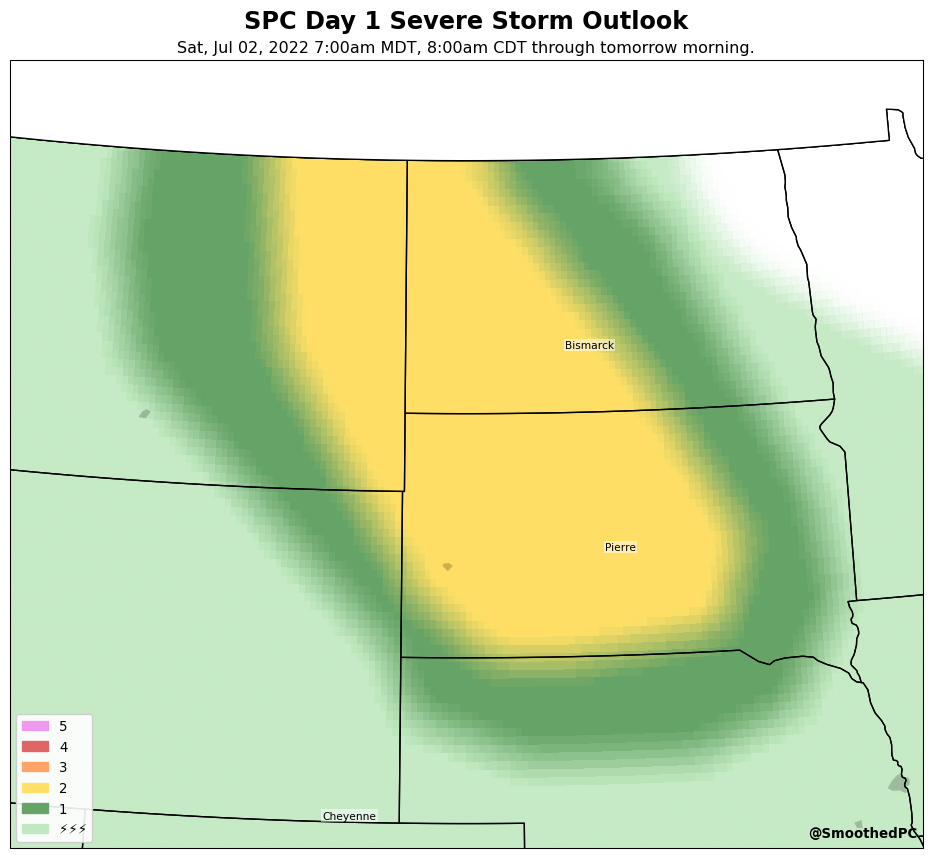 SPC Day 1 Severe Storm Outlook
Sat, Jul 02, 2022 7:00am MDT, 8:00am CDT through tomorrow morning.
Bismarck
Pierre
5
4
3
2
1
⚡⚡⚡
Cheyenne
@SmoothedPC